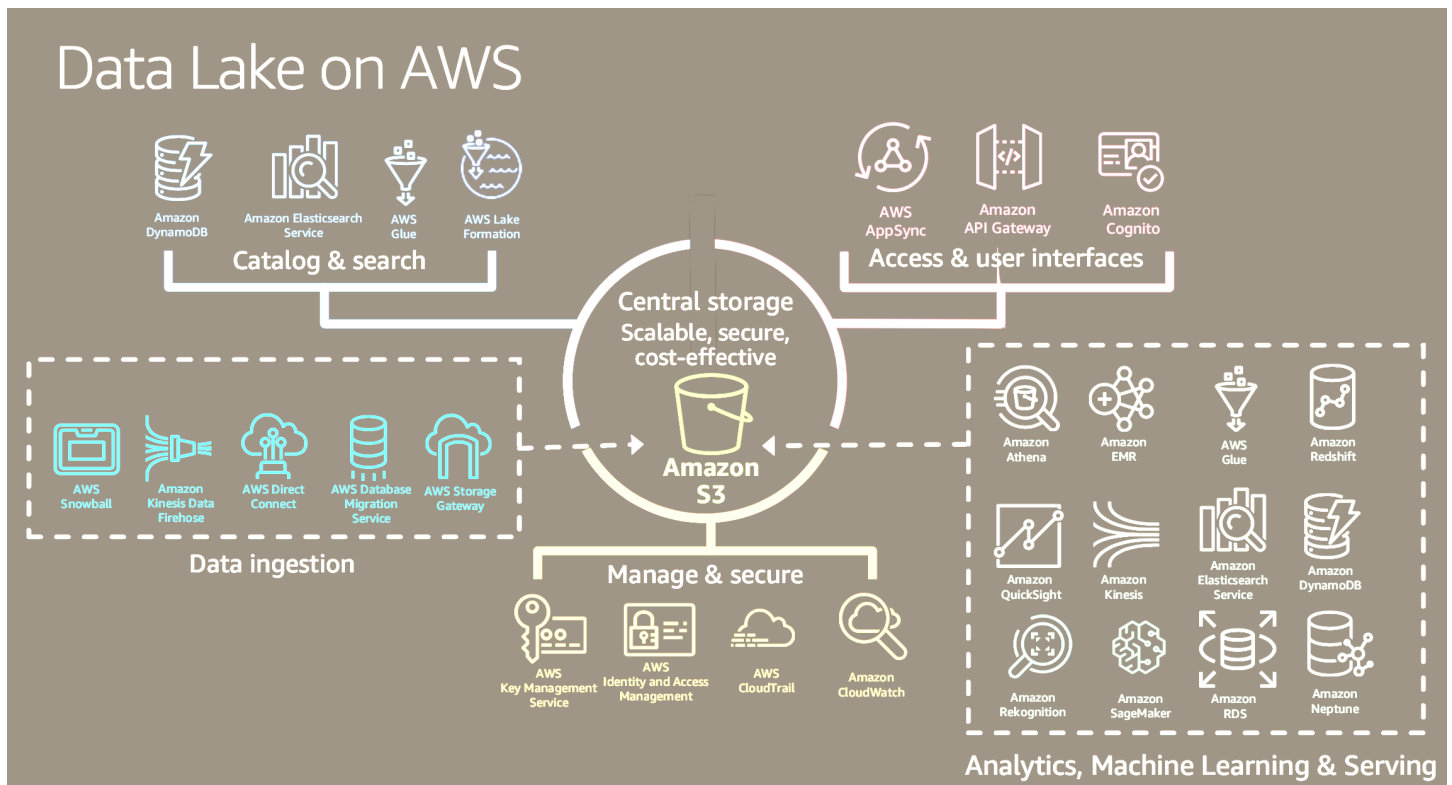 Data Lake on AWS
Amazon
DynamoDB
Amazon Elasticsearch
Service
AWS
Glue
AWS Lake
Formation
Catalog & search
AWS
AppSync
Amazon
API Gateway
Amazon
Cognito
Access & user interfaces
Central storage
Scalable, secure,
cost-effective
Amazon
S3
AWS
Snowball
Amazon
Kinesis Data
Firehose
AWS Direct
Connect
AWS Database
Migration
Service
AWS Storage
Gateway
Data ingestion
Manage & secure
AWS
Key Management
Service
AWS
Identity and Access
Management
AWS
CloudTrail
Amazon
CloudWatch
Amazon
Athena
Amazon
EMR
AWS
Glue
Amazon
Redshift
Amazon
QuickSight
Amazon
Kinesis
Amazon
Elasticsearch
Service
Amazon
DynamoDB
Amazon
Rekognition
Amazon
SageMaker
Amazon
RDS
Amazon
Neptune
Analytics, Machine Learning & Serving